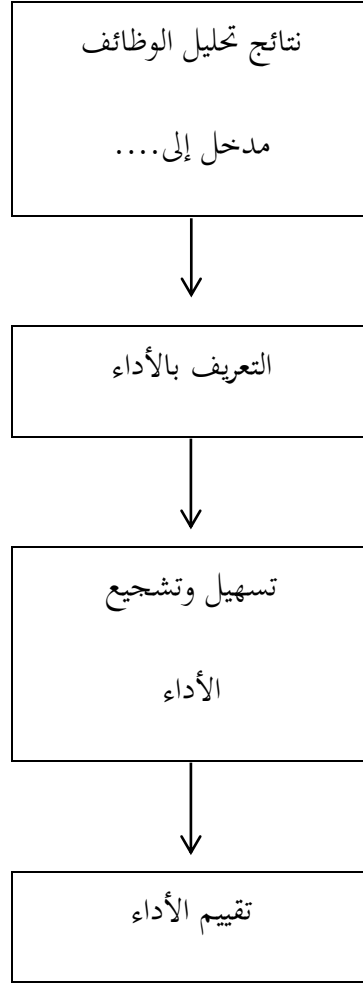 نتائج تحليل الوظائف
مدخل إلى....
التعريف بالأداء
تسهيل وتشجيع
الأداء
تقييم الأداء